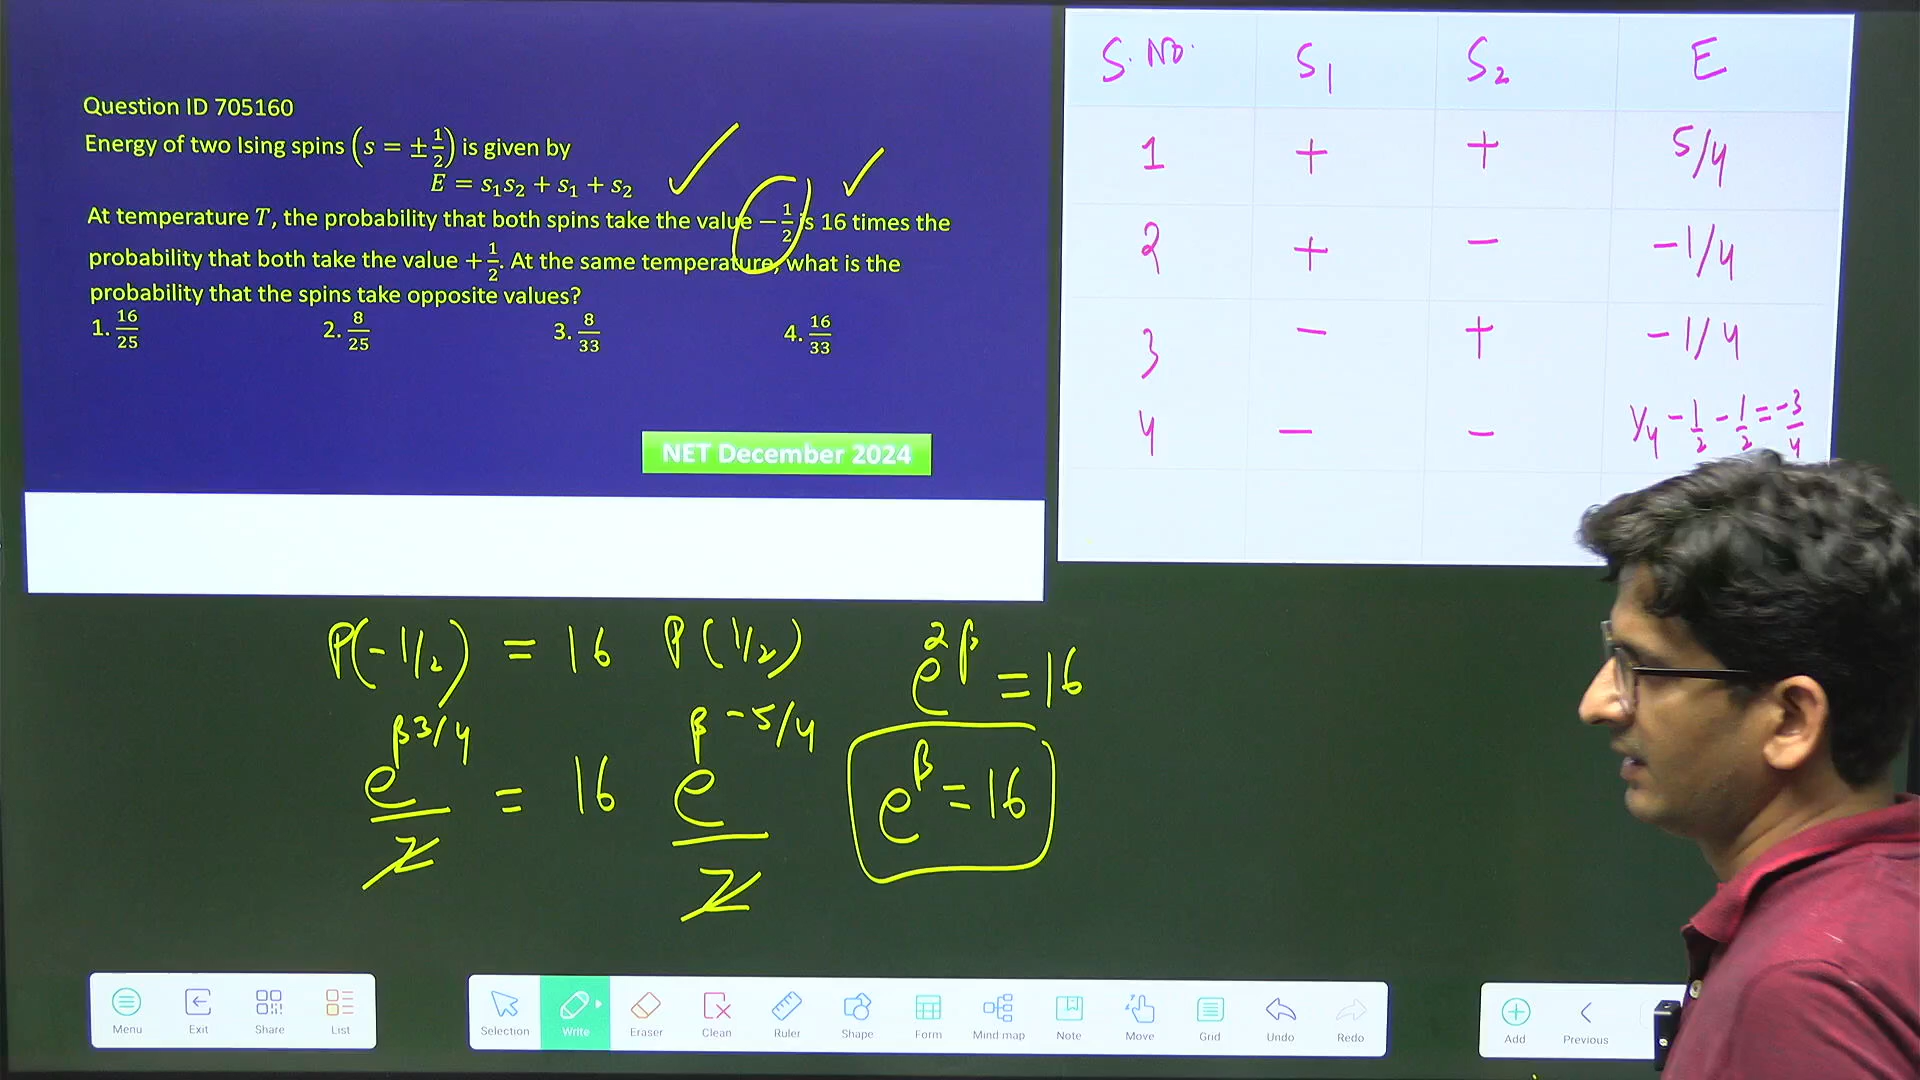 Question ID 705160
Energy of two Ising spins (s = ±1/2) is given by
E = s₁s₂ + s₁ + s₂
At temperature T, the probability that both spins take the value −1/2 is 16 times the
probability that both take the value +1/2. At the same temperature, what is the
probability that the spins take opposite values?
1. 16/25 2. 8/25 3. 8/33 4. 16/33
NET December 2024
S. No. S₁ S₂ E
1 + + 5/4
2 + − −1/4
3 − + −1/4
4 − − 1/4 − 1/2 − 1/2 = −3/4
P(−1/2) = 16 P(1/2)
e^β3/4 / Z = 16 e^β −5/4 / Z
e^2β = 16
e^β = 16
Menu Exit Share List
Selection Write Eraser Clean Ruler Shape Form Mind map Note Move Grid Undo Redo
Add Previous